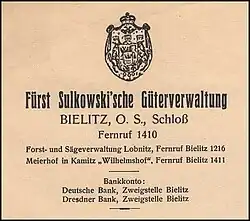 Fürst Sulkowski'sche Güterverwaltung
BIELITZ, O. S., Schloß
Fernruf 1410
Forst- und Sägeverwaltung Lobnitz, Fernruf Bielitz 1216
Meierhof in Kamitz „Wilhelmshof", Fernruf Bielitz 1411
Bankkonto:
Deutsche Bank, Zweigstelle Bielitz
Dresdner Bank, Zweigstelle Bielitz